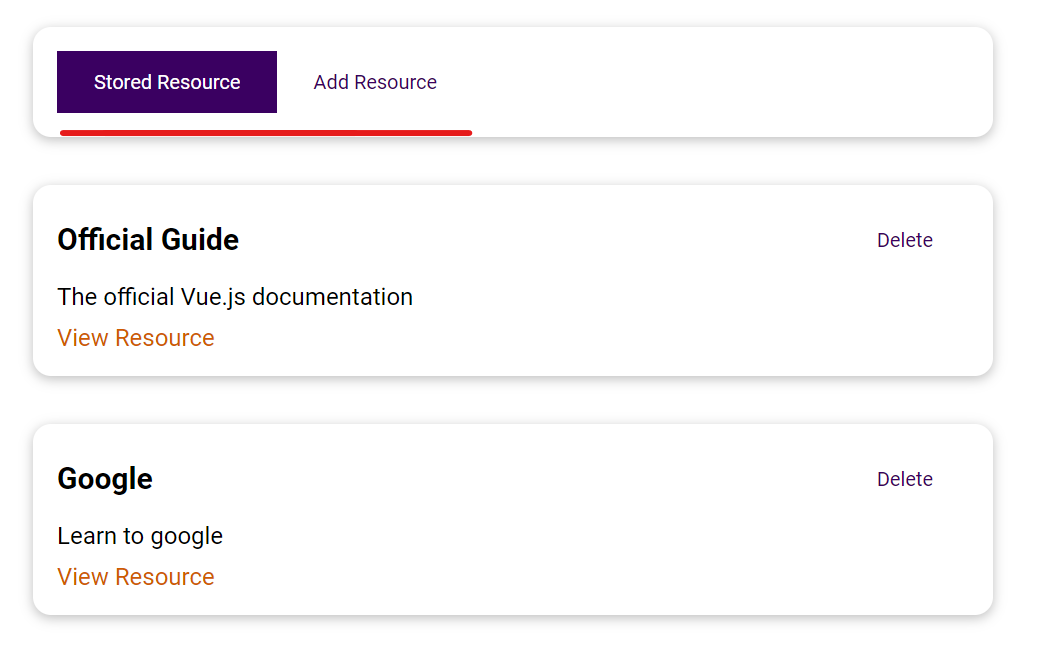 Stored Resource Add Resource
Official Guide Delete
The official Vue.js documentation
View Resource
Google Delete
Learn to google
View Resource